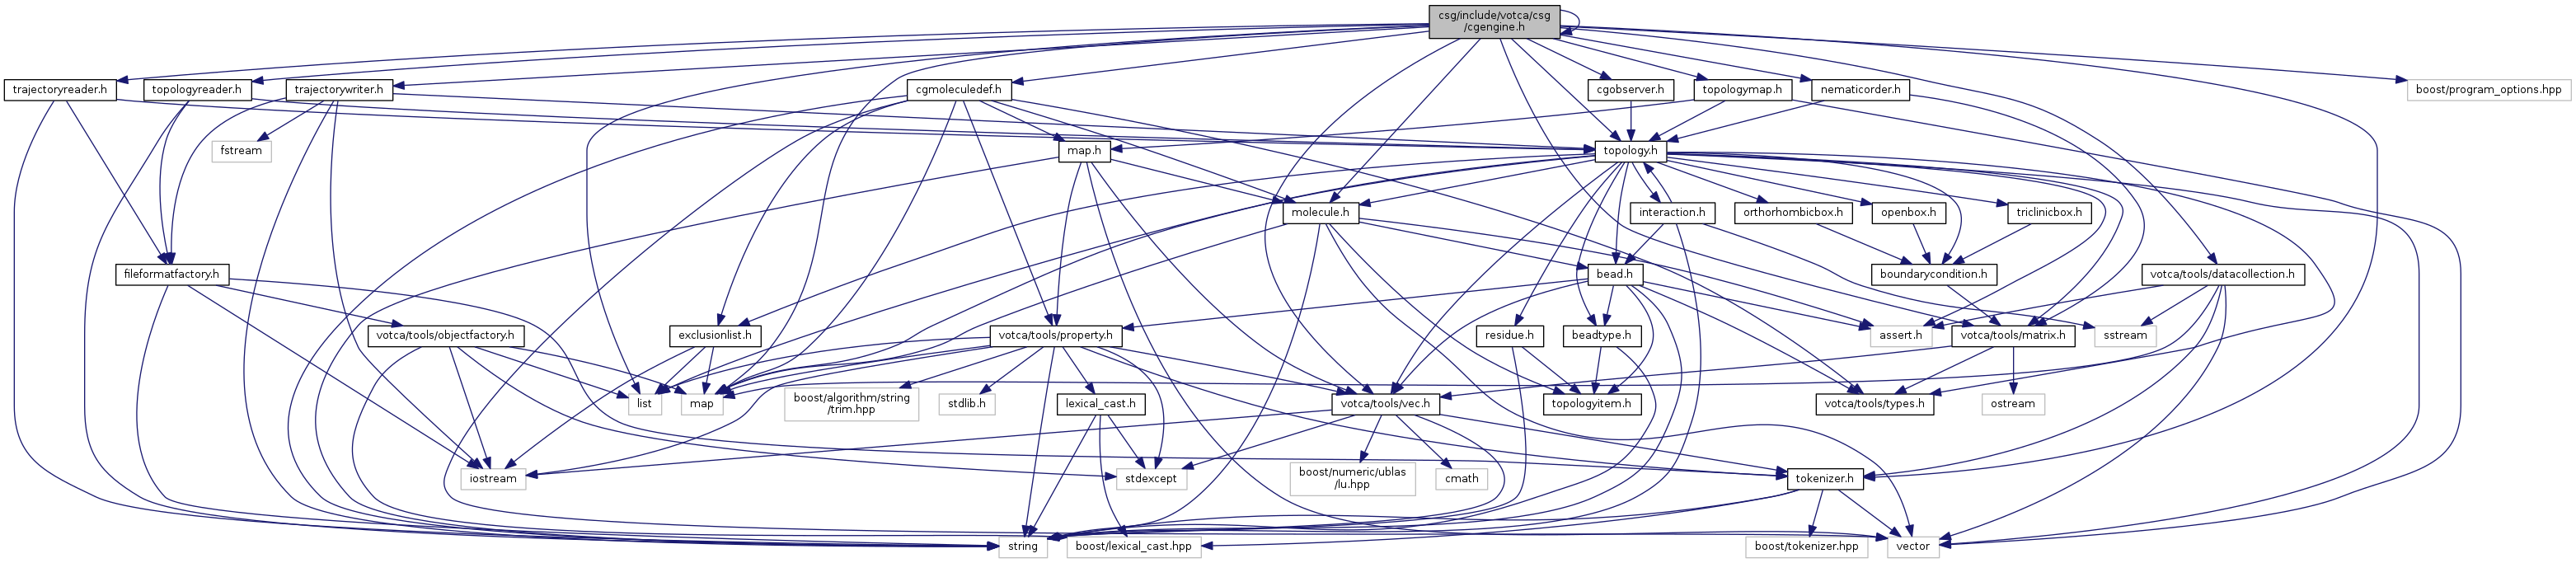 csg/include/votca/csg
/cgengine.h
trajectoryreader.h
topologyreader.h
trajectorywriter.h
cgmoleculedef.h
cgobserver.h
topologymap.h
nematicorder.h
boost/program_options.hpp
fstream
map.h
topology.h
molecule.h
interaction.h
orthorhombicbox.h
openbox.h
triclinicbox.h
fileformatfactory.h
bead.h
boundarycondition.h
votca/tools/datacollection.h
votca/tools/objectfactory.h
exclusionlist.h
votca/tools/property.h
residue.h
beadtype.h
assert.h
votca/tools/matrix.h
sstream
list
map
boost/algorithm/string
/trim.hpp
stdlib.h
lexical_cast.h
votca/tools/vec.h
topologyitem.h
votca/tools/types.h
ostream
iostream
stdexcept
boost/numeric/ublas
/lu.hpp
cmath
tokenizer.h
string
boost/lexical_cast.hpp
boost/tokenizer.hpp
vector